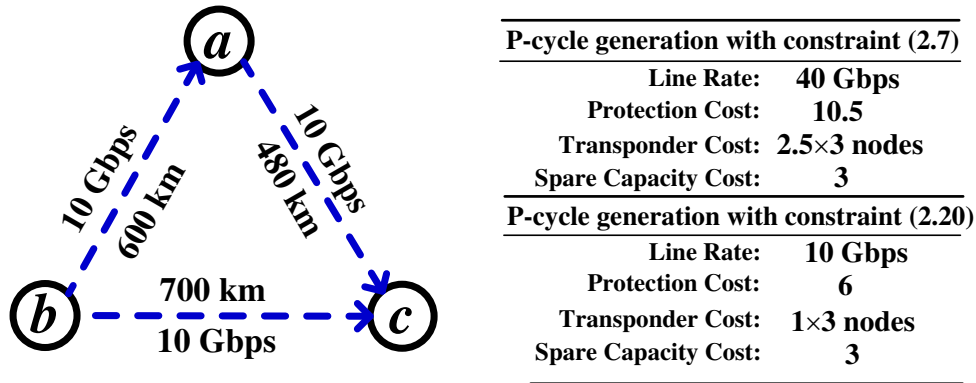 a
10 Gbps
600 km
10 Gbps
480 km
b
700 km
10 Gbps
c
P-cycle generation with constraint (2.7)
Line Rate: 40 Gbps
Protection Cost: 10.5
Transponder Cost: 2.5×3 nodes
Spare Capacity Cost: 3
P-cycle generation with constraint (2.20)
Line Rate: 10 Gbps
Protection Cost: 6
Transponder Cost: 1×3 nodes
Spare Capacity Cost: 3